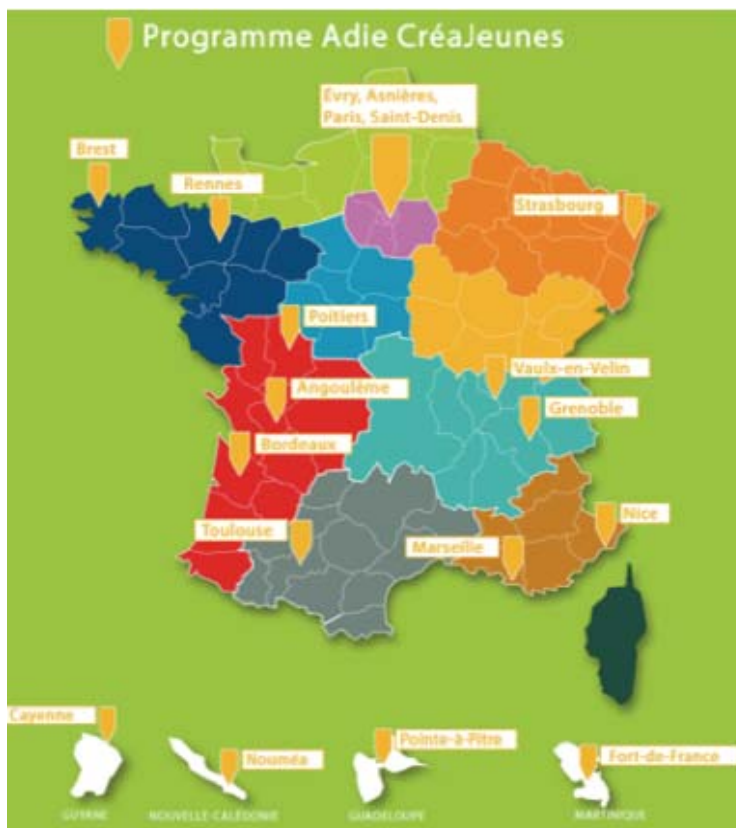 Programme Adie CréaJeunes
Évry, Asnières,
Paris, Saint-Denis
Brest
Rennes
Strasbourg
Poitiers
Vaulx-en-Velin
Angoulême
Grenoble
Bordeaux
Nice
Toulouse
Marseille
Cayenne
Pointe-à-Pitre
Nouméa
Fort-de-France
GUYANE
NOUVELLE-CALÉDONIE
GUADELOUPE
MARTINIQUE